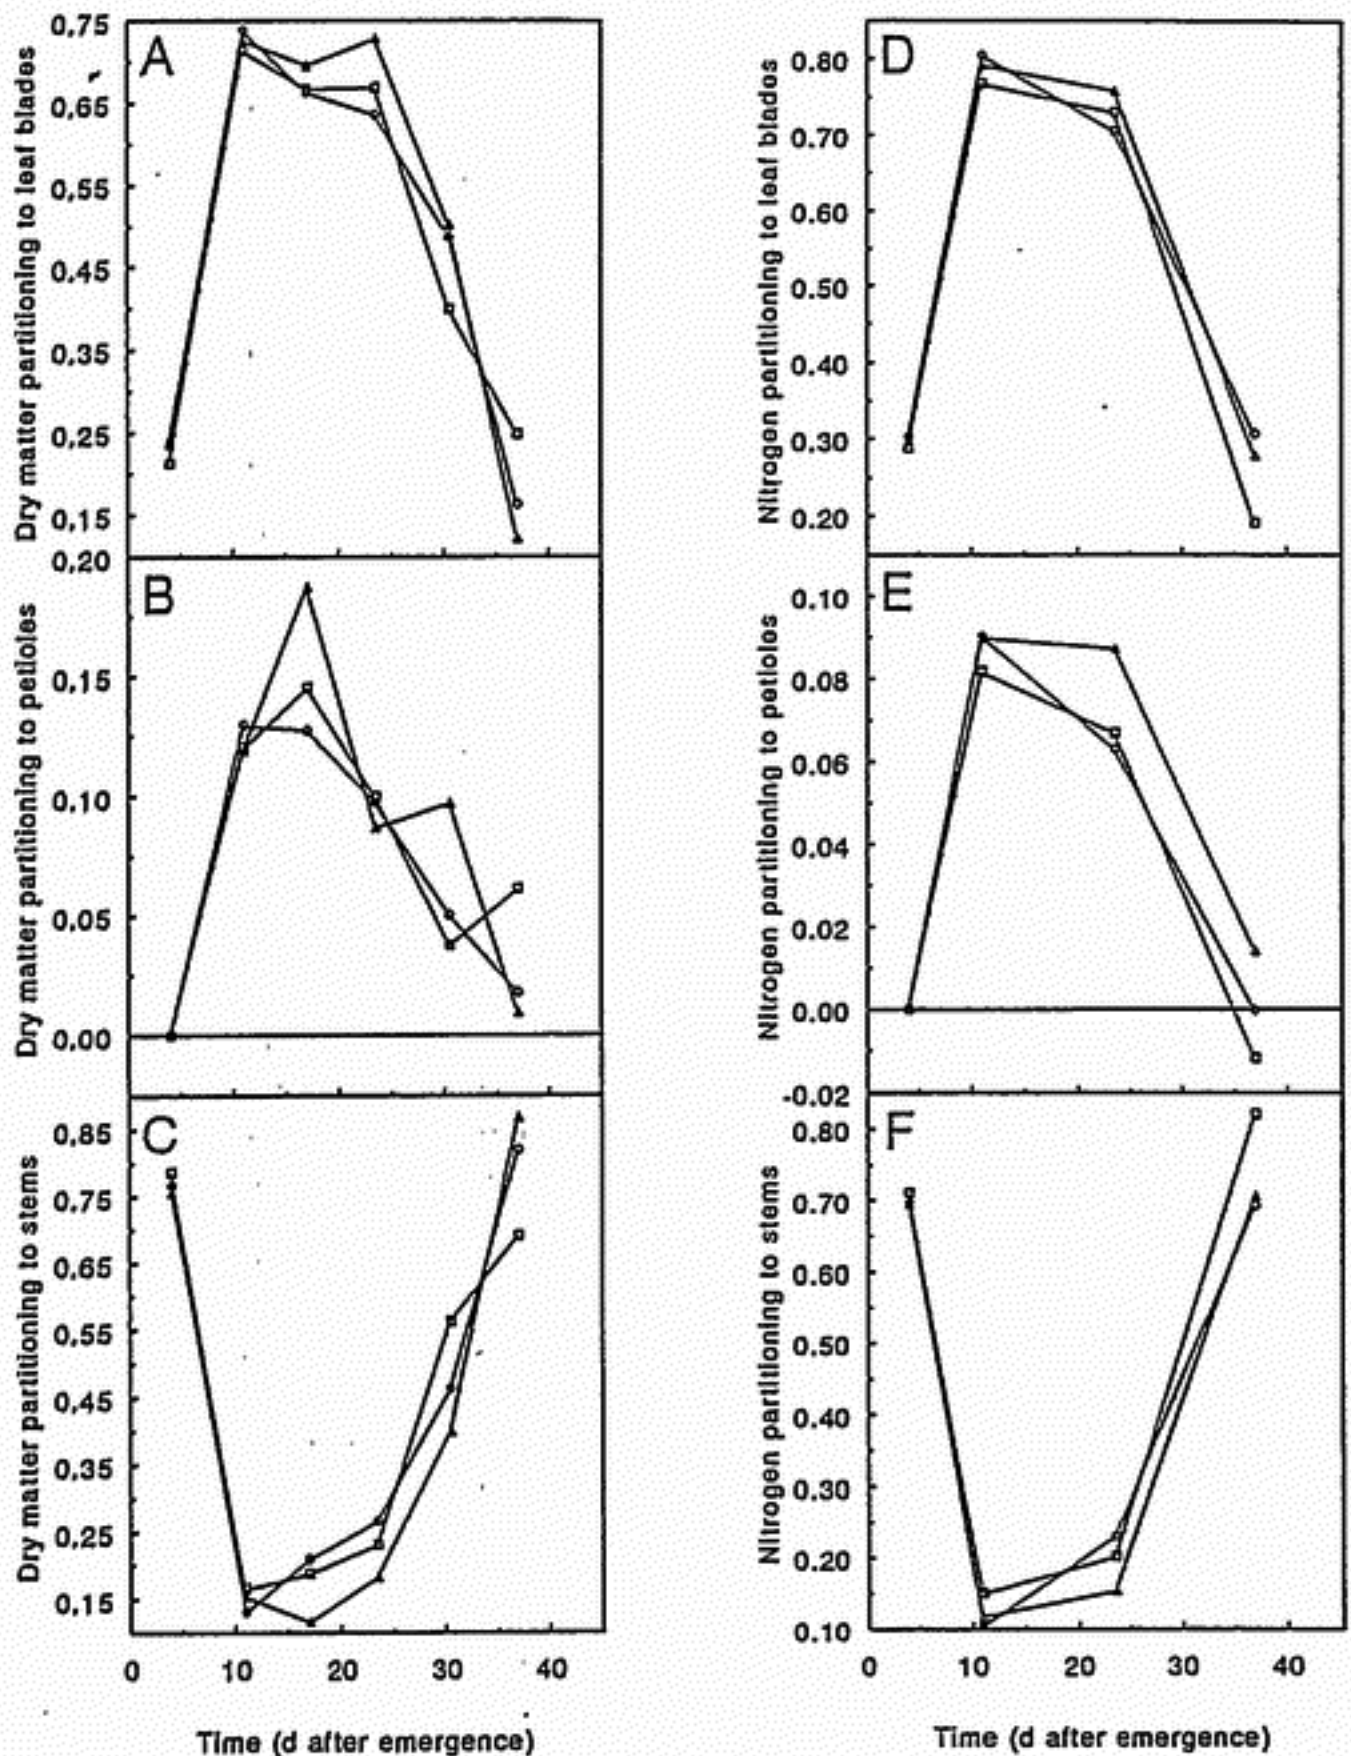 A
Dry matter partitioning to leaf blades
0,75
0,65
0,55
0,45
0,35
0,25
0,15
B
Dry matter partitioning to petioles
0,20
0,15
0,10
0,05
0,00
C
Dry matter partitioning to stems
0,85
0,75
0,65
0,55
0,45
0,35
0,25
0,15
0 10 20 30 40
Time (d after emergence)
D
Nitrogen partitioning to leaf blades
0.80
0.70
0.60
0.50
0.40
0.30
0.20
E
Nitrogen partitioning to petioles
0.10
0.08
0.06
0.04
0.02
0.00
-0.02
F
Nitrogen partitioning to stems
0.80
0.70
0.60
0.50
0.40
0.30
0.20
0.10
0 10 20 30 40
Time (d after emergence)